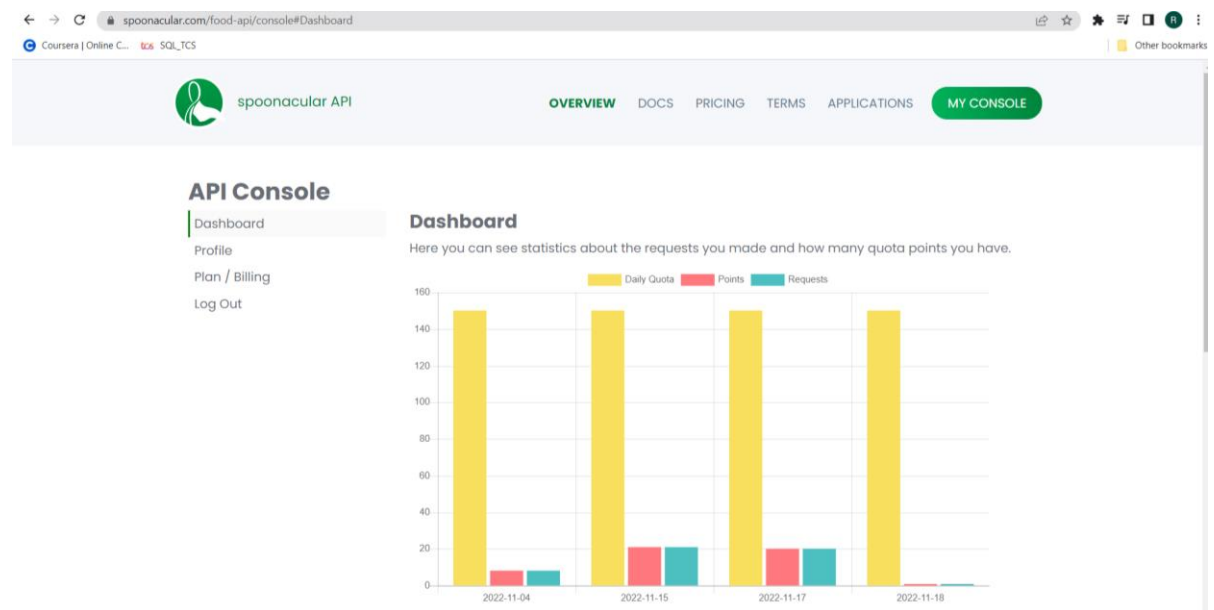 spoonacular.com/food-api/console#Dashboard
R
Coursera | Online C... tcs SQL_TCS Other bookmarks
spoonacular API OVERVIEW DOCS PRICING TERMS APPLICATIONS MY CONSOLE
API Console
Dashboard
Profile
Plan / Billing
Log Out
Dashboard
Here you can see statistics about the requests you made and how many quota points you have.
Daily Quota Points Requests
160
140
120
100
80
60
40
20
0
2022-11-04 2022-11-15 2022-11-17 2022-11-18